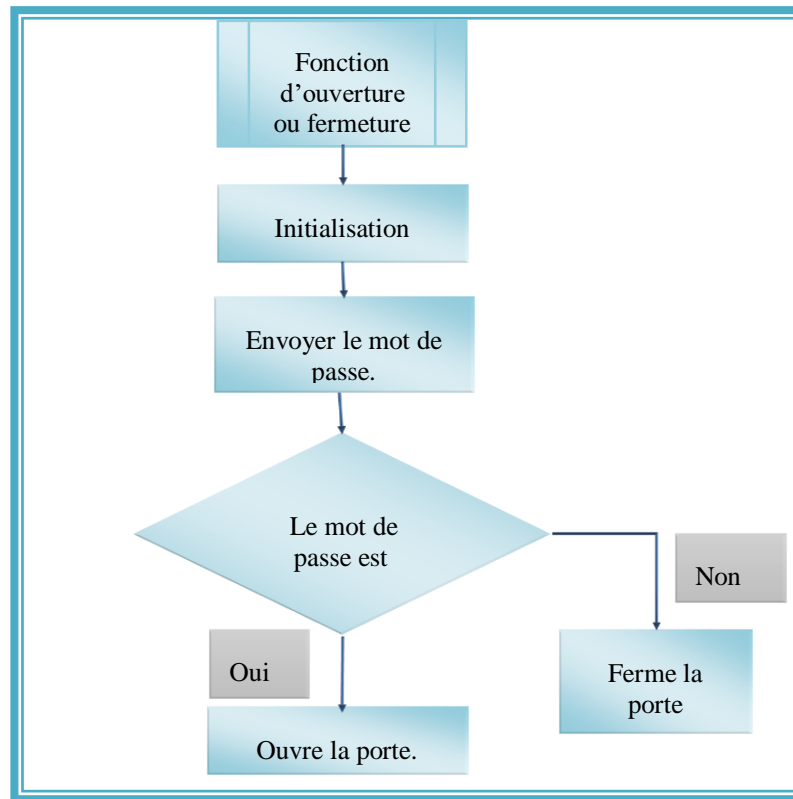 Fonction
d’ouverture
ou fermeture
Initialisation
Envoyer le mot de
passe.
Le mot de
passe est
Non
Oui
Ferme la
porte
Ouvre la porte.